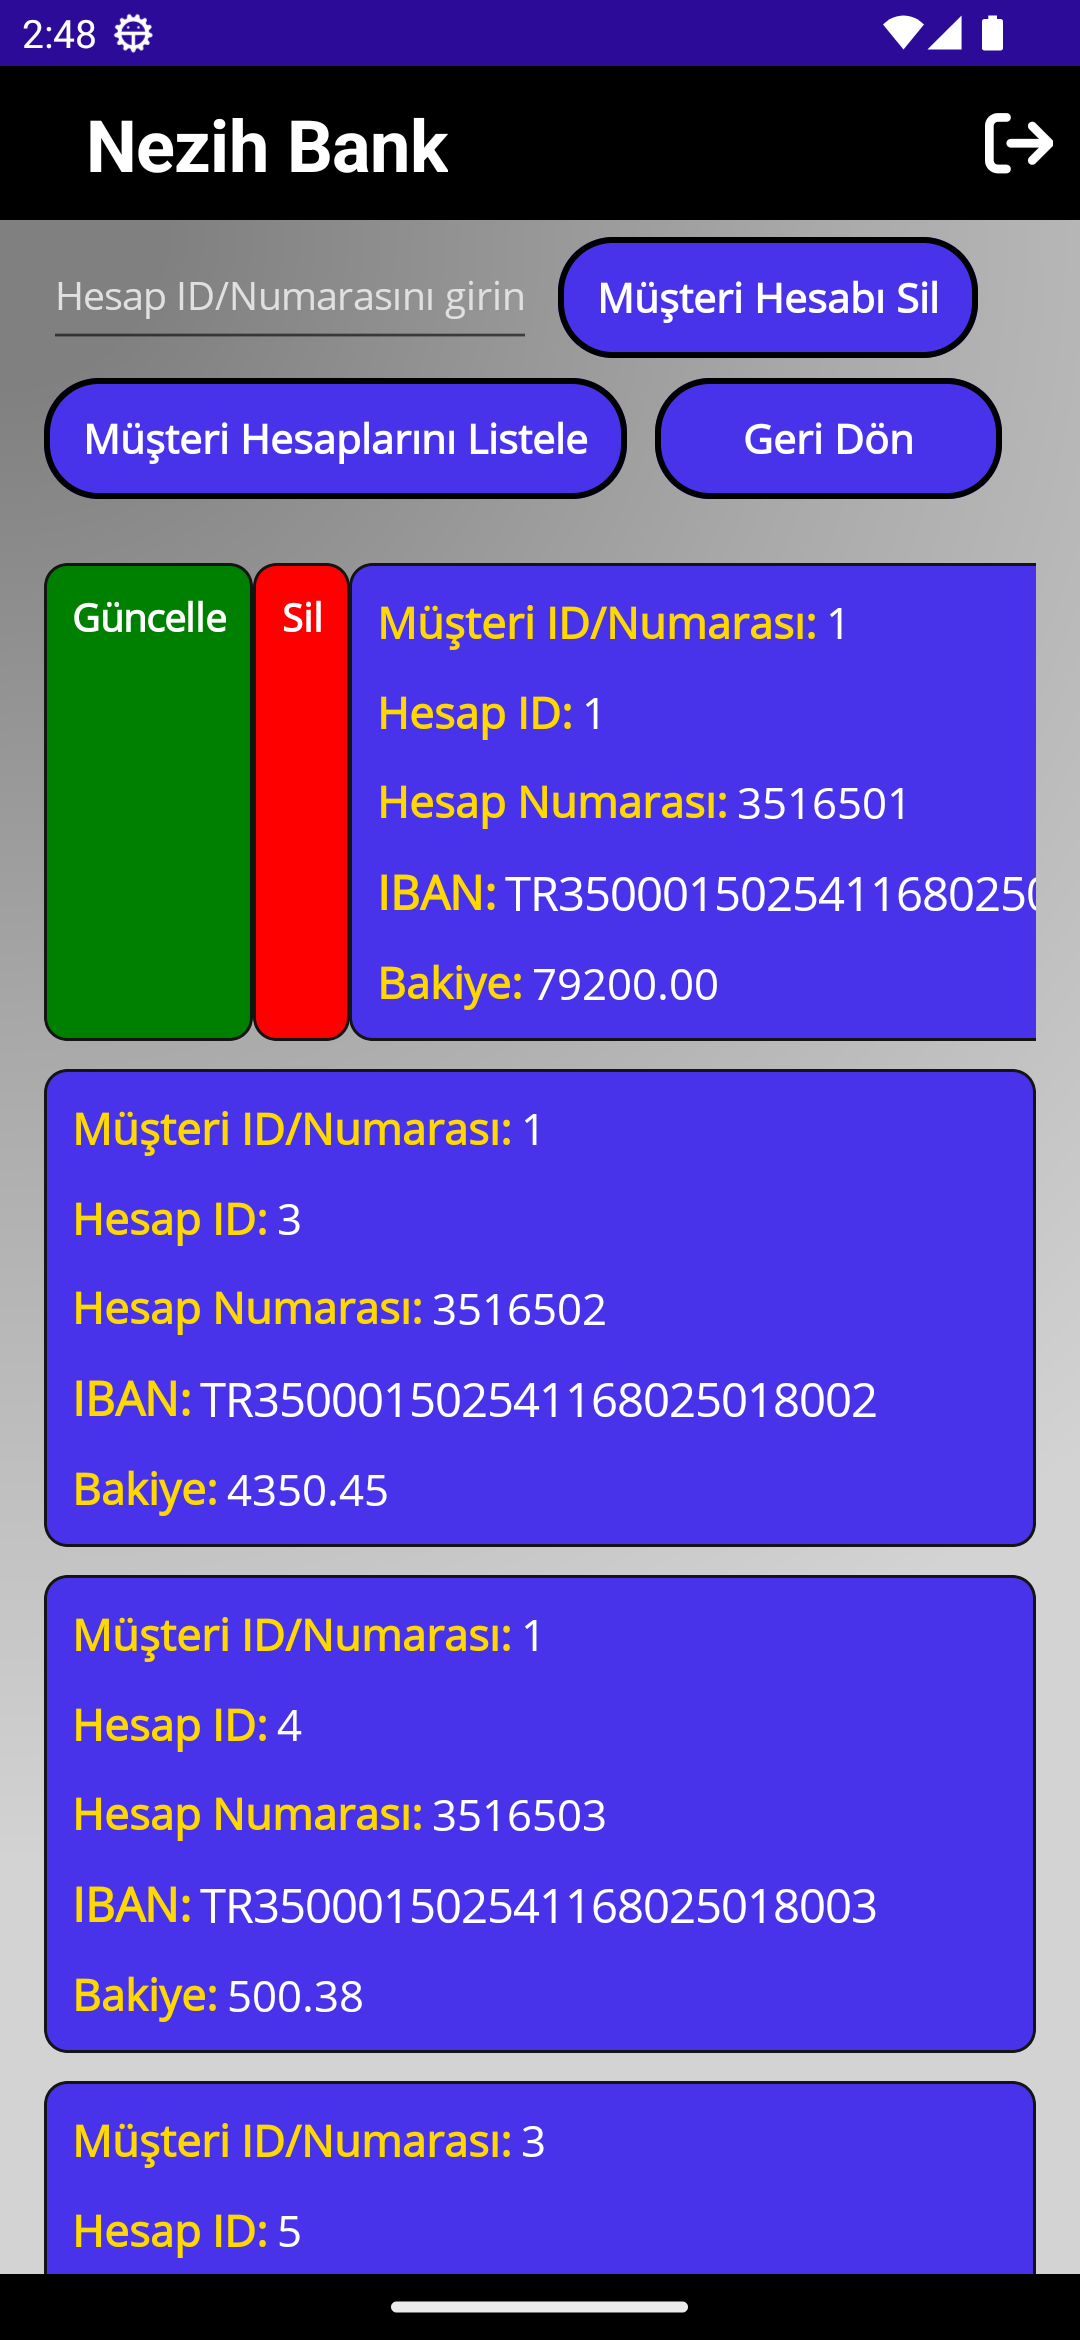 2:48
Nezih Bank
Hesap ID/Numarasını girin
Müşteri Hesabı Sil
Müşteri Hesaplarını Listele
Geri Dön
Güncelle
Sil
Müşteri ID/Numarası: 1
Hesap ID: 1
Hesap Numarası: 3516501
IBAN: TR350001502541168025
Bakiye: 79200.00
Müşteri ID/Numarası: 1
Hesap ID: 3
Hesap Numarası: 3516502
IBAN: TR350001502541168025018002
Bakiye: 4350.45
Müşteri ID/Numarası: 1
Hesap ID: 4
Hesap Numarası: 3516503
IBAN: TR350001502541168025018003
Bakiye: 500.38
Müşteri ID/Numarası: 3
Hesap ID: 5